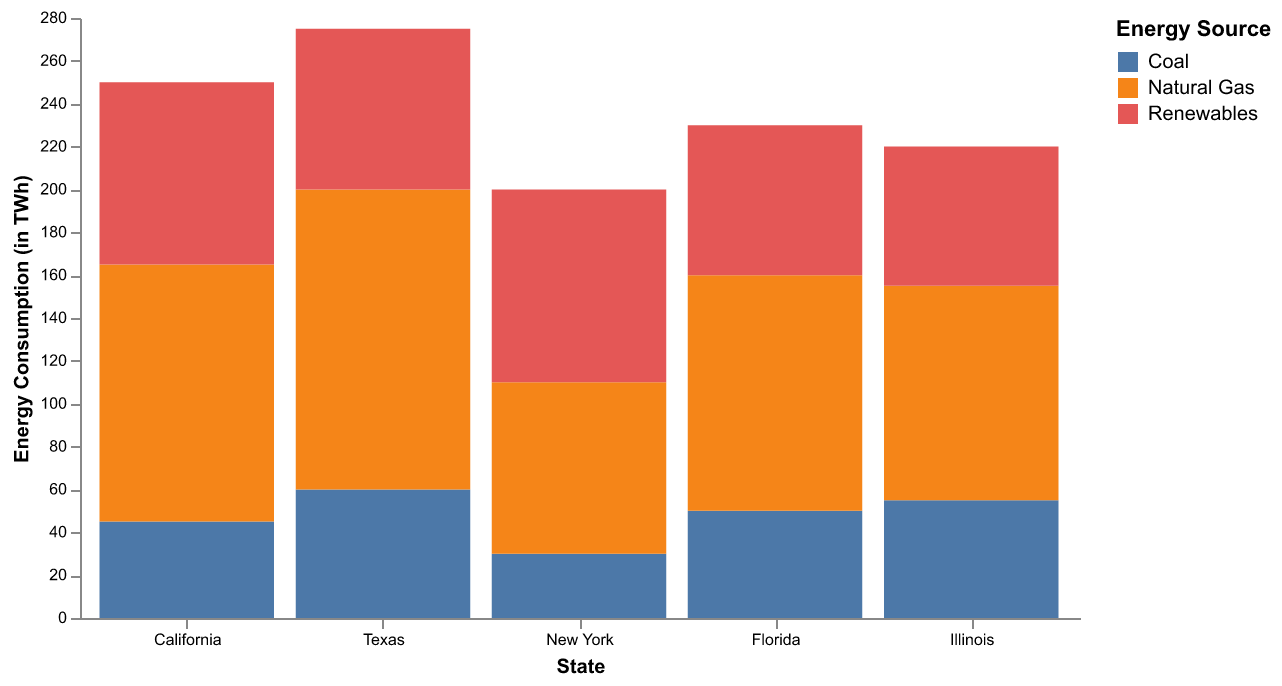 Energy Consumption (in TWh)
280
260
240
220
200
180
160
140
120
100
80
60
40
20
0
California
Texas
New York
Florida
Illinois
State
Energy Source
Coal
Natural Gas
Renewables